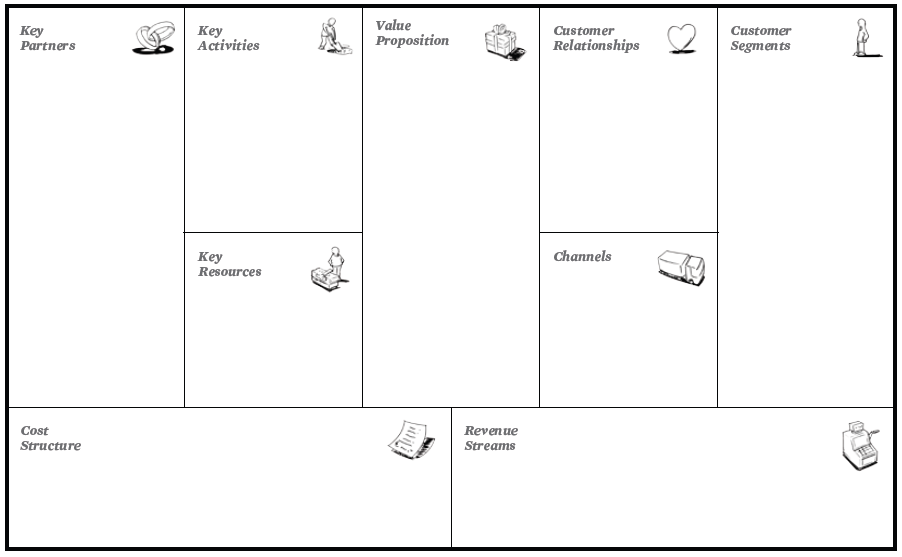 Key
Partners
Key
Activities
Value
Proposition
Customer
Relationships
Customer
Segments
Key
Resources
Channels
Cost
Structure
Revenue
Streams